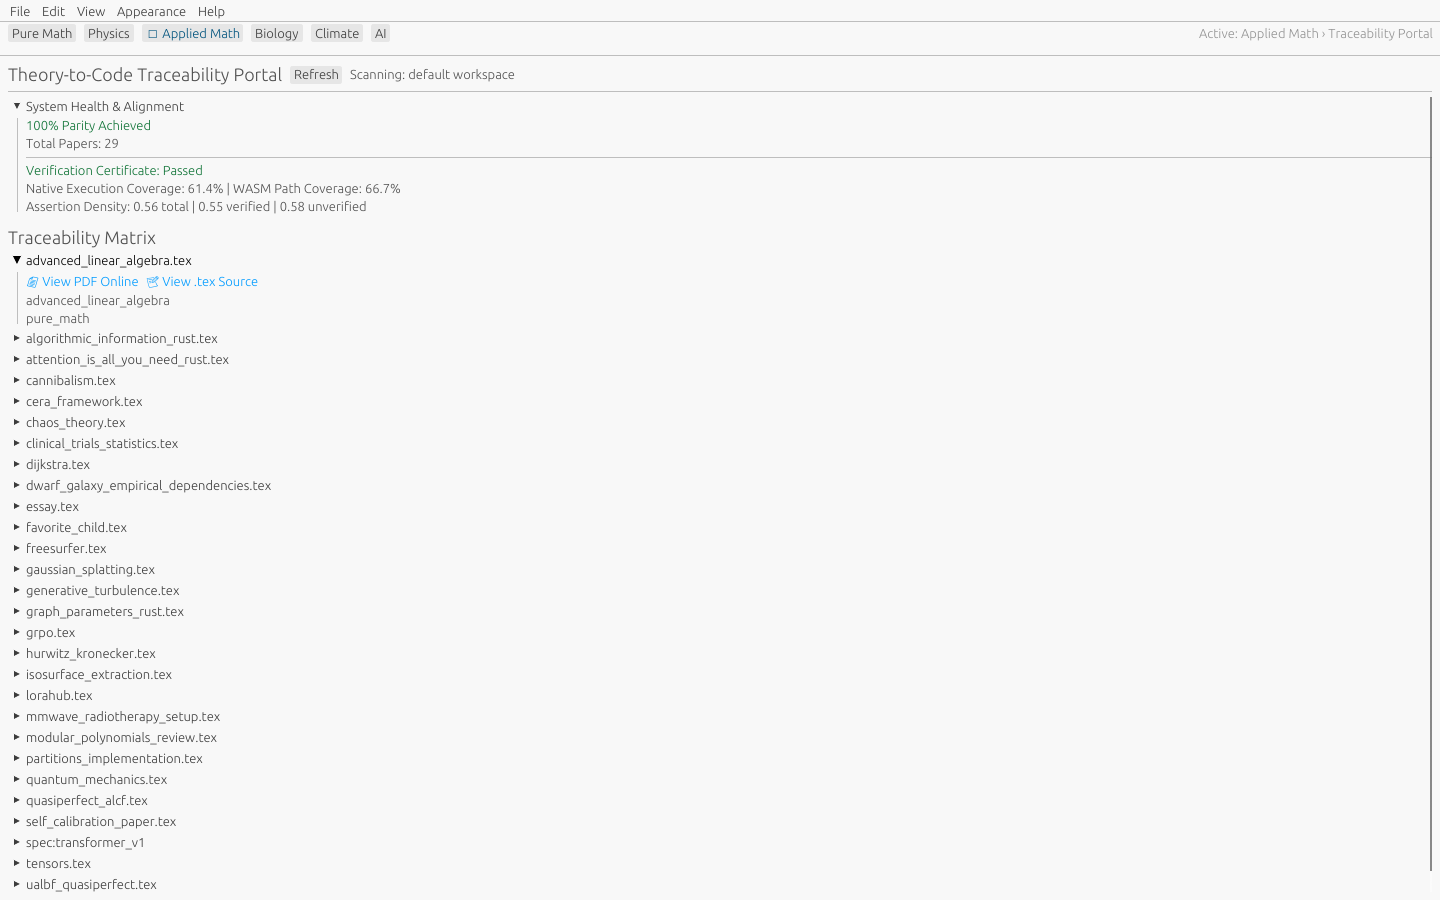 File Edit View Appearance Help
Pure Math Physics Applied Math Biology Climate AI Active: Applied Math › Traceability Portal
Theory-to-Code Traceability Portal Refresh Scanning: default workspace
System Health & Alignment
100% Parity Achieved
Total Papers: 29
Verification Certificate: Passed
Native Execution Coverage: 61.4% | WASM Path Coverage: 66.7%
Assertion Density: 0.56 total | 0.55 verified | 0.58 unverified
Traceability Matrix
advanced_linear_algebra.tex
View PDF Online View .tex Source
advanced_linear_algebra
pure_math
algorithmic_information_rust.tex
attention_is_all_you_need_rust.tex
cannibalism.tex
cera_framework.tex
chaos_theory.tex
clinical_trials_statistics.tex
dijkstra.tex
dwarf_galaxy_empirical_dependencies.tex
essay.tex
favorite_child.tex
freesurfer.tex
gaussian_splatting.tex
generative_turbulence.tex
graph_parameters_rust.tex
grpo.tex
hurwitz_kronecker.tex
isosurface_extraction.tex
lorahub.tex
mmwave_radiotherapy_setup.tex
modular_polynomials_review.tex
partitions_implementation.tex
quantum_mechanics.tex
quasiperfect_alcf.tex
self_calibration_paper.tex
spec:transformer_v1
tensors.tex
ualbf_quasiperfect.tex